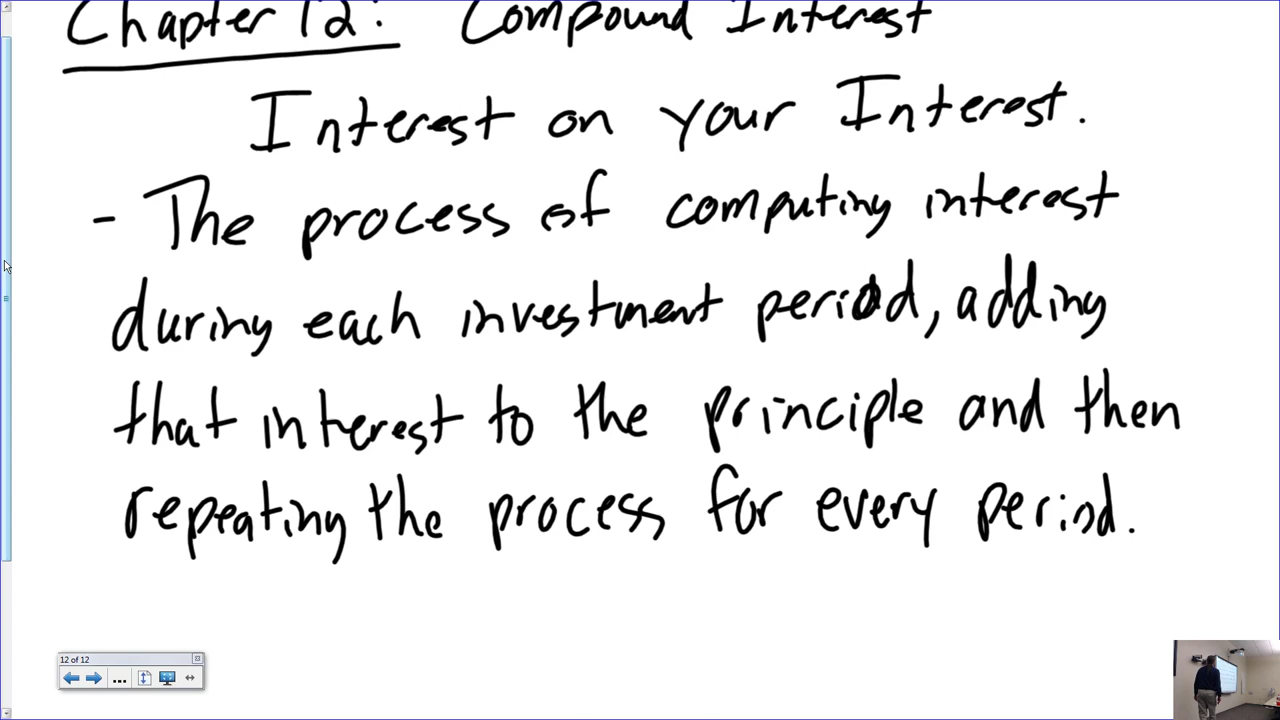 Chapter 12: Compound Interest
Interest on your Interest.
- The process of computing interest
during each investment period, adding
that interest to the principle and then
repeating the process for every period.
12 of 12